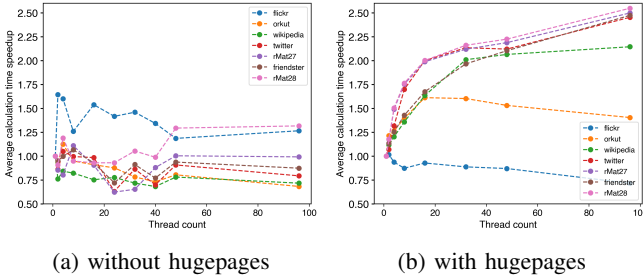 2.50
2.25
2.00
1.75
1.50
1.25
1.00
0.75
0.50
Average calculation time speedup
flickr
orkut
wikipedia
twitter
rMat27
friendster
rMat28
0 20 40 60 80 100
Thread count
(a) without hugepages
2.50
2.25
2.00
1.75
1.50
1.25
1.00
0.75
0.50
Average calculation time speedup
flickr
orkut
wikipedia
twitter
rMat27
friendster
rMat28
0 20 40 60 80
Thread count
(b) with hugepages